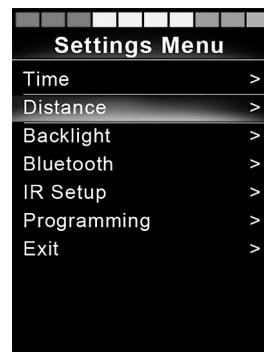 Settings Menu
Time >
Distance >
Backlight >
Bluetooth >
IR Setup >
Programming >
Exit >